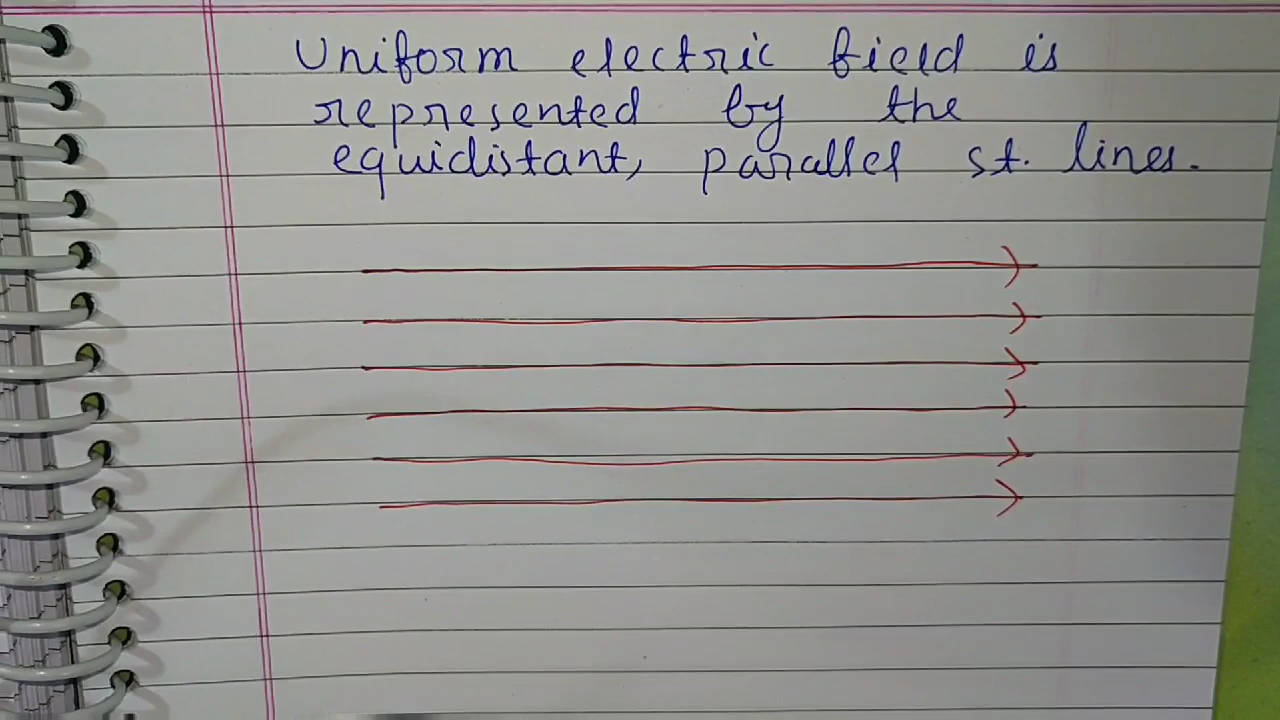 Uniform electric field is
represented by the
equidistant, parallel st. lines.